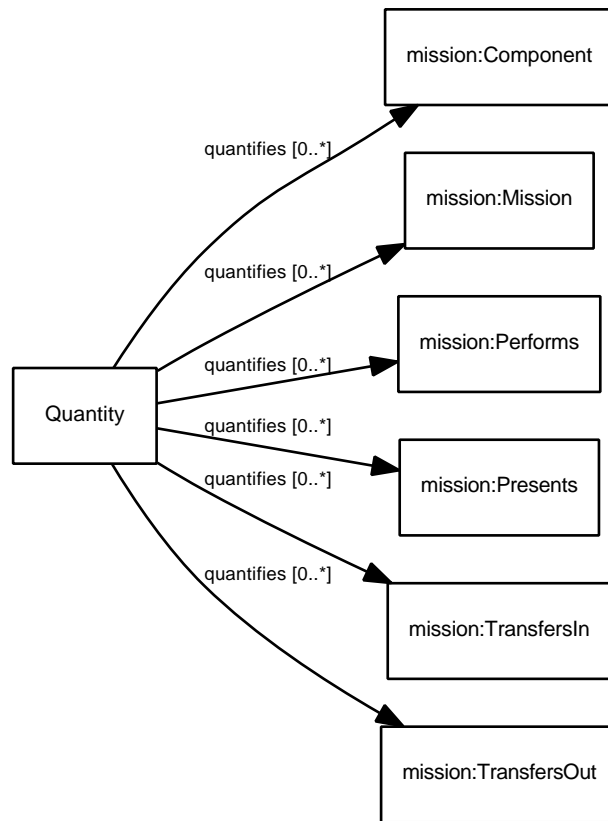 mission:Component
quantifies [0..*]
mission:Mission
quantifies [0..*]
mission:Performs
quantifies [0..*]
Quantity
quantifies [0..*]
mission:Presents
quantifies [0..*]
quantifies [0..*]
mission:TransfersIn
mission:TransfersOut